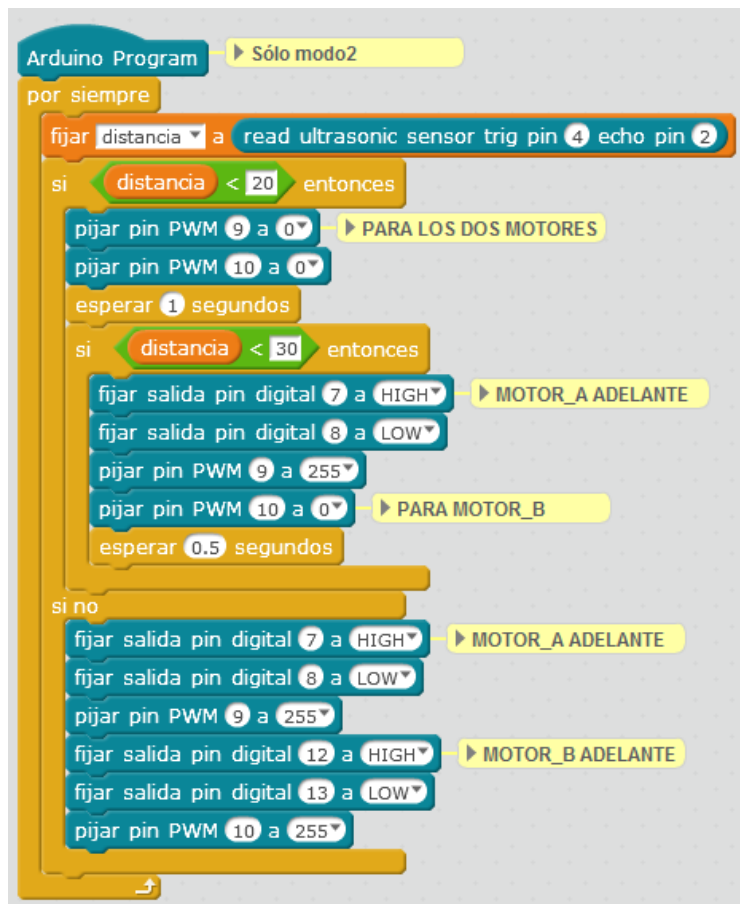 Arduino Program Sólo modo2
por siempre
fijar distancia a read ultrasonic sensor trig pin 4 echo pin 2
si distancia < 20 entonces
pijar pin PWM 9 a 0 PARA LOS DOS MOTORES
pijar pin PWM 10 a 0
esperar 1 segundos
si distancia < 30 entonces
fijar salida pin digital 7 a HIGH MOTOR_A ADELANTE
fijar salida pin digital 8 a LOW
pijar pin PWM 9 a 255
pijar pin PWM 10 a 0 PARA MOTOR_B
esperar 0.5 segundos
si no
fijar salida pin digital 7 a HIGH MOTOR_A ADELANTE
fijar salida pin digital 8 a LOW
pijar pin PWM 9 a 255
fijar salida pin digital 12 a HIGH MOTOR_B ADELANTE
fijar salida pin digital 13 a LOW
pijar pin PWM 10 a 255